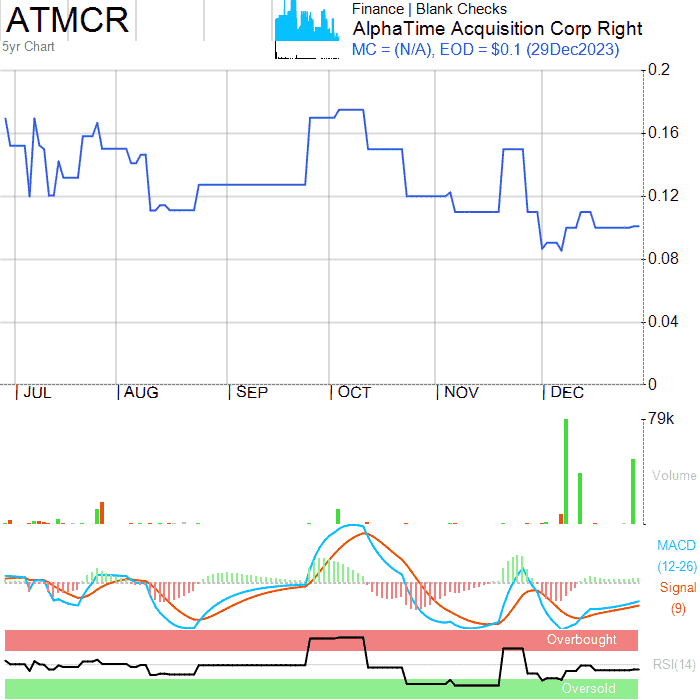 ATMCR
5yr Chart
Finance | Blank Checks
AlphaTime Acquisition Corp Right
MC = (N/A), EOD = $0.1 (29Dec2023)
0.2
0.16
0.12
0.08
0.04
0
JUL AUG SEP OCT NOV DEC
79k
Volume
MACD
(12-26)
Signal
(9)
Overbought
RSI(14)
Oversold